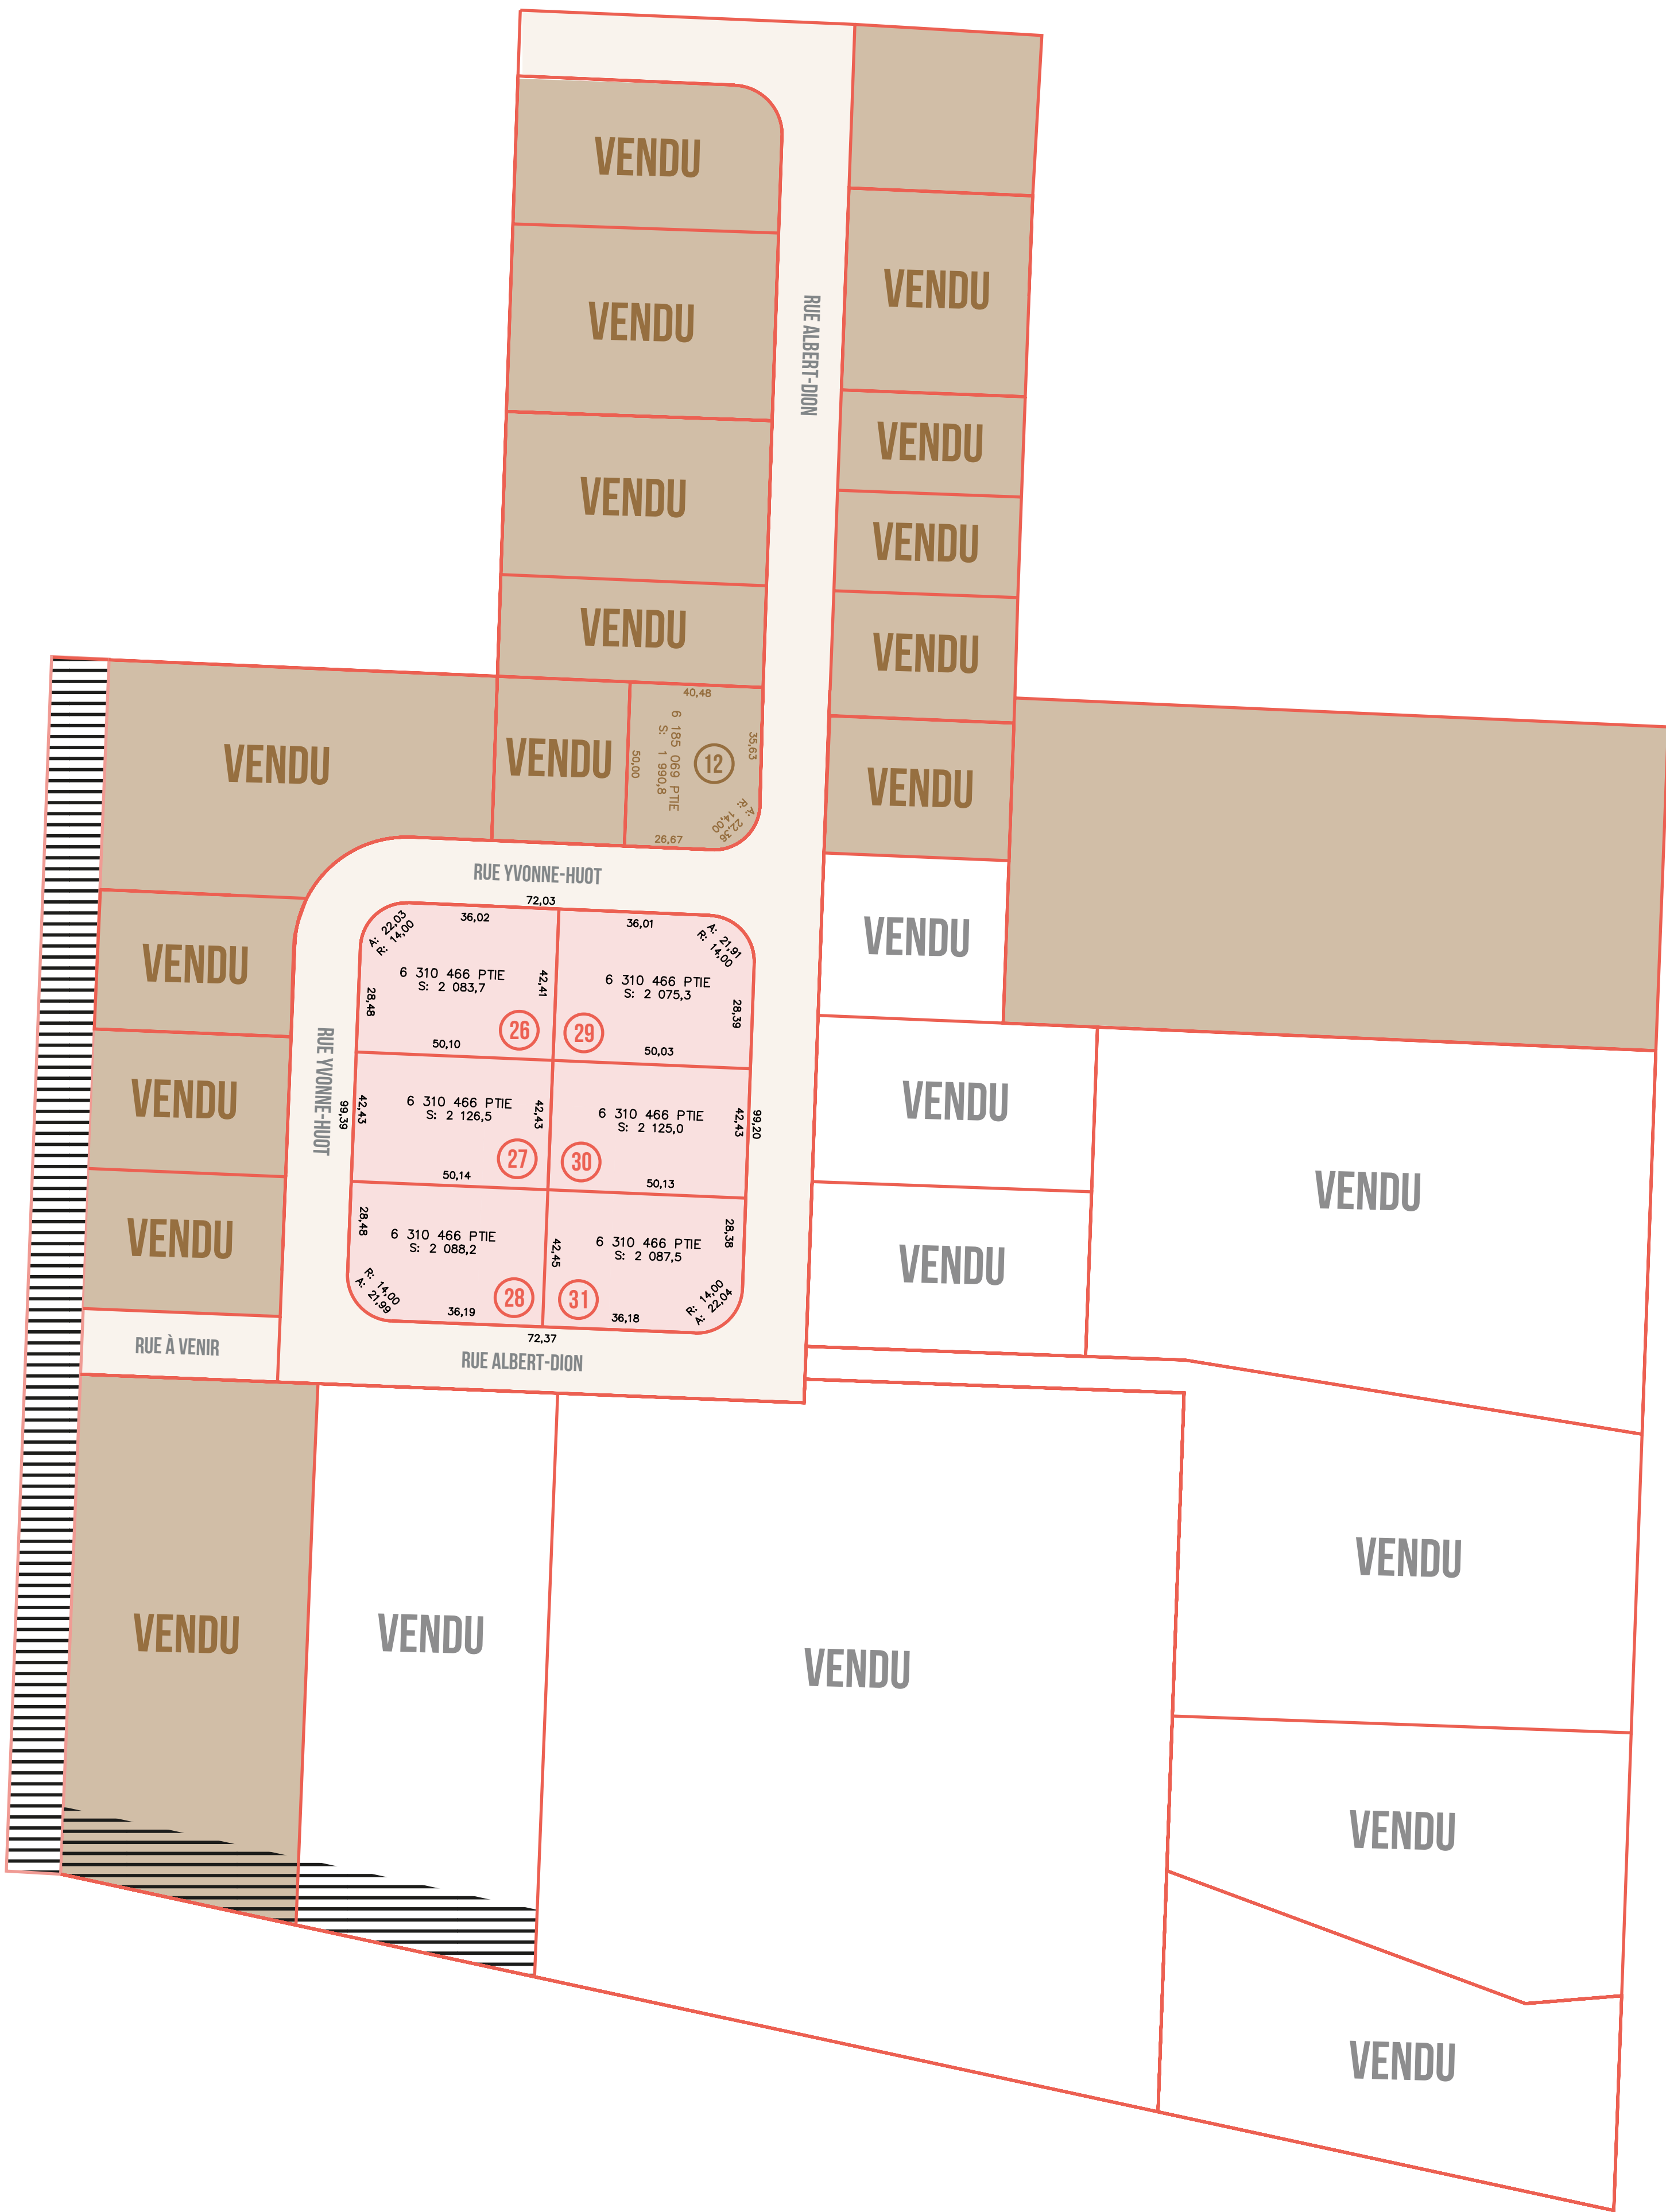 VENDU
VENDU
VENDU
VENDU
RUE ALBERT-DION
VENDU
VENDU
VENDU
VENDU
VENDU
VENDU
VENDU
40,48
35,63
6 185 069 PTIE
S: 1 990,8
12
50,00
A: 22,36
R: 14,00
26,67
RUE YVONNE-HUOT
VENDU
VENDU
VENDU
RUE YVONNE-HUOT
RUE À VENIR
72,03
36,02
A: 22,03
R: 14,00
6 310 466 PTIE
S: 2 083,7
42,41
28,48
26
50,10
36,01
A: 21,91
R: 14,00
6 310 466 PTIE
S: 2 075,3
28,39
29
50,03
99,39
42,43
6 310 466 PTIE
S: 2 126,5
42,43
27
50,14
6 310 466 PTIE
S: 2 125,0
42,43
99,20
30
50,13
28,48
6 310 466 PTIE
S: 2 088,2
R: 14,00
A: 21,99
28
36,19
42,45
6 310 466 PTIE
S: 2 087,5
28,38
31
R: 14,00
A: 22,04
36,18
72,37
RUE ALBERT-DION
VENDU
VENDU
VENDU
VENDU
VENDU
VENDU
VENDU
VENDU
VENDU
VENDU